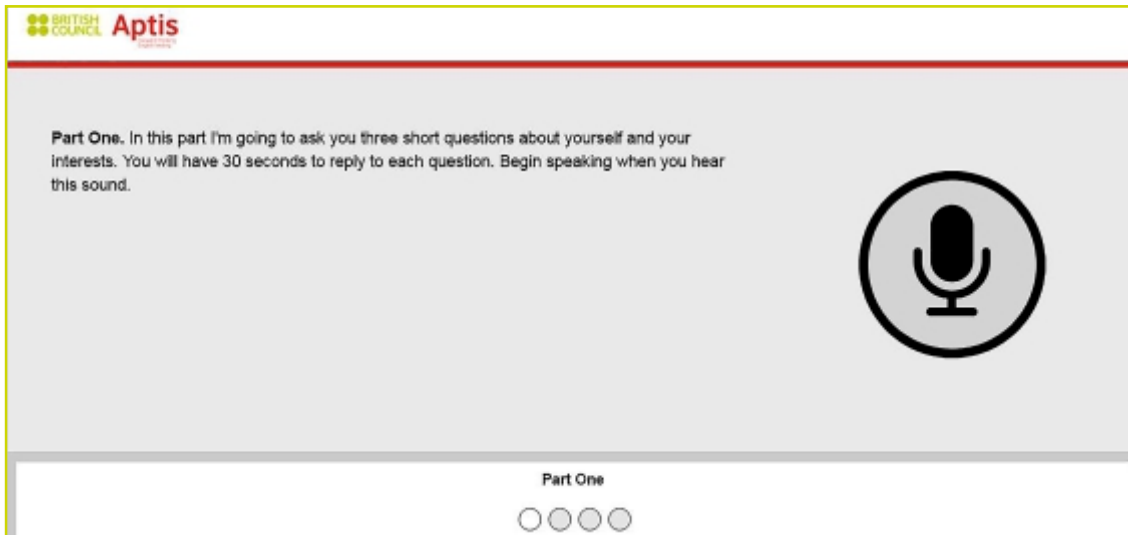 BRITISH
COUNCIL
Aptis
Part One. In this part I'm going to ask you three short questions about yourself and your
interests. You will have 30 seconds to reply to each question. Begin speaking when you hear
this sound.
Part One